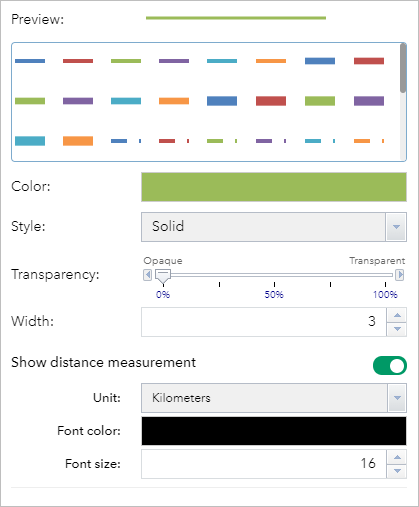 Preview:
Color:
Style: Solid
Opaque Transparent
Transparency:
0% 50% 100%
Width: 3
Show distance measurement
Unit: Kilometers
Font color:
Font size: 16